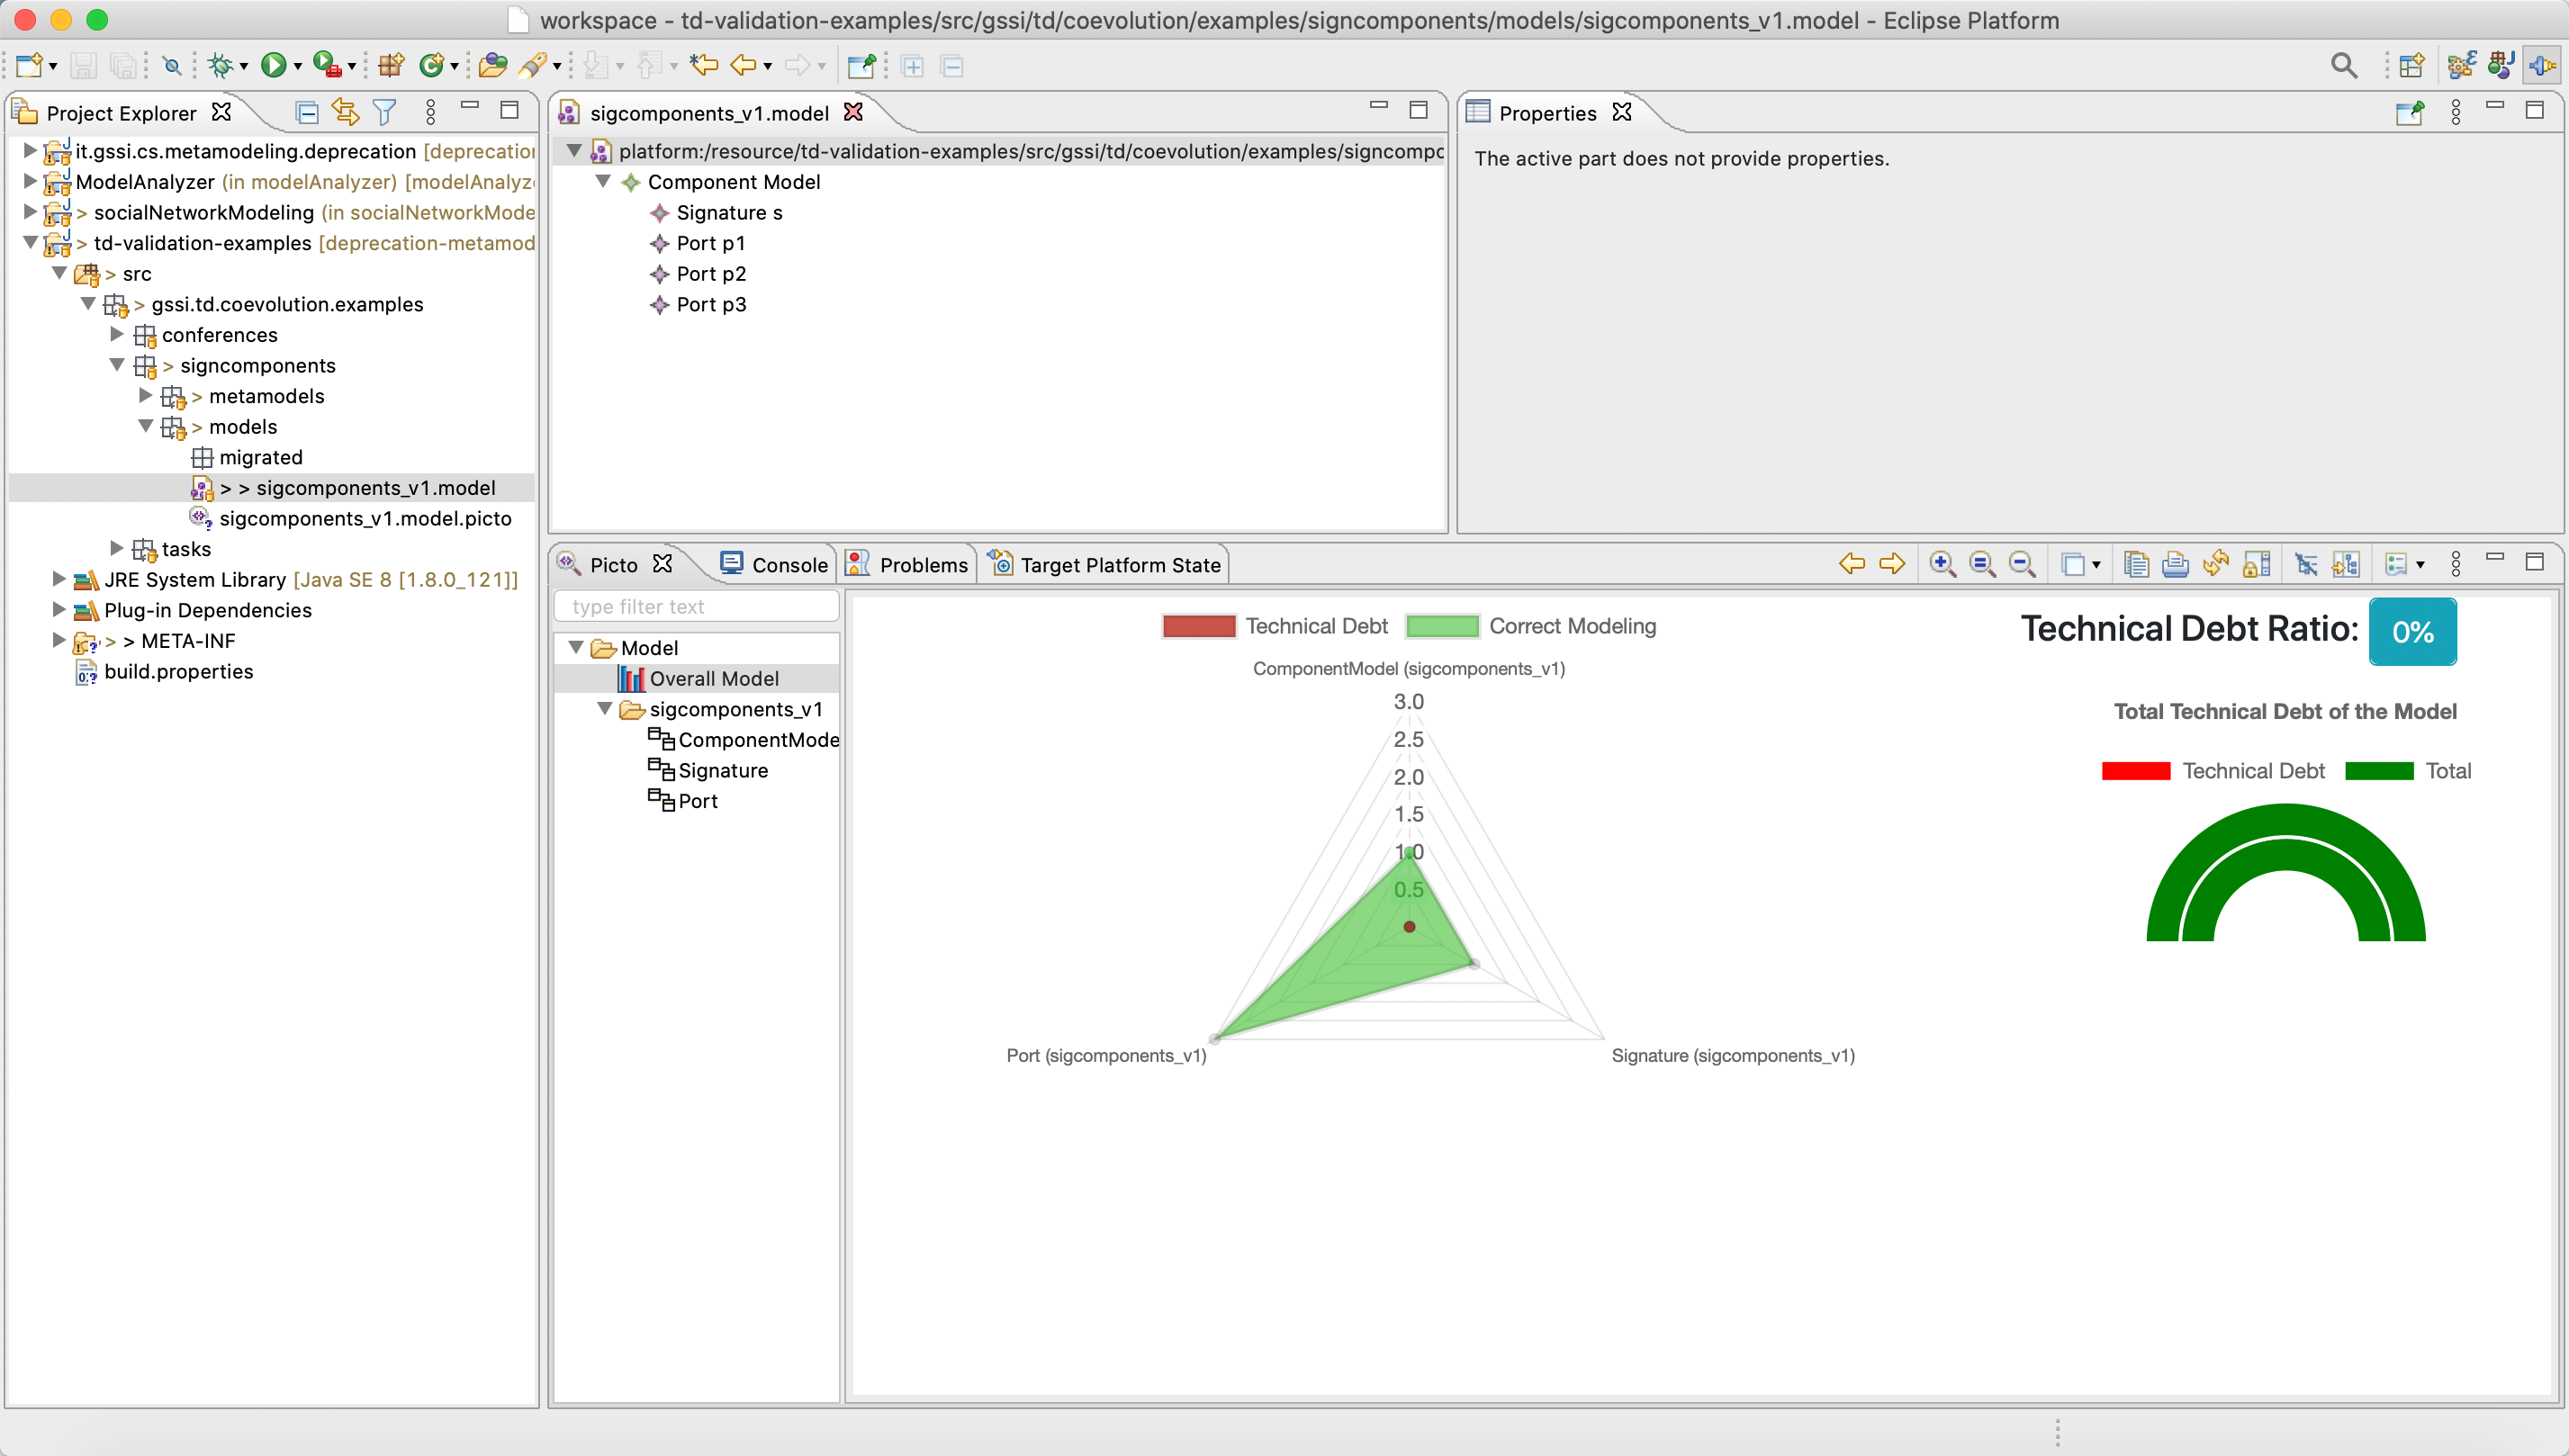 workspace - td-validation-examples/src/gssi/td/coevolution/examples/signcomponents/models/sigcomponents_v1.model - Eclipse Platform
Project Explorer
it.gssi.cs.metamodeling.deprecation [deprecation
ModelAnalyzer (in modelAnalyzer) [modelAnalyz
> socialNetworkModeling (in socialNetworkMode
> td-validation-examples [deprecation-metamod
> src
> gssi.td.coevolution.examples
conferences
> signcomponents
> metamodels
> models
migrated
> > sigcomponents_v1.model
sigcomponents_v1.model.picto
tasks
JRE System Library [Java SE 8 [1.8.0_121]]
Plug-in Dependencies
> > META-INF
build.properties
sigcomponents_v1.model
platform:/resource/td-validation-examples/src/gssi/td/coevolution/examples/signcompo
Component Model
Signature s
Port p1
Port p2
Port p3
Properties
The active part does not provide properties.
Picto
Console
Problems
Target Platform State
type filter text
Model
Overall Model
sigcomponents_v1
ComponentMode
Signature
Port
Technical Debt
Correct Modeling
ComponentModel (sigcomponents_v1)
3.0
2.5
2.0
1.5
1.0
0.5
Port (sigcomponents_v1)
Signature (sigcomponents_v1)
Technical Debt Ratio: 0%
Total Technical Debt of the Model
Technical Debt
Total